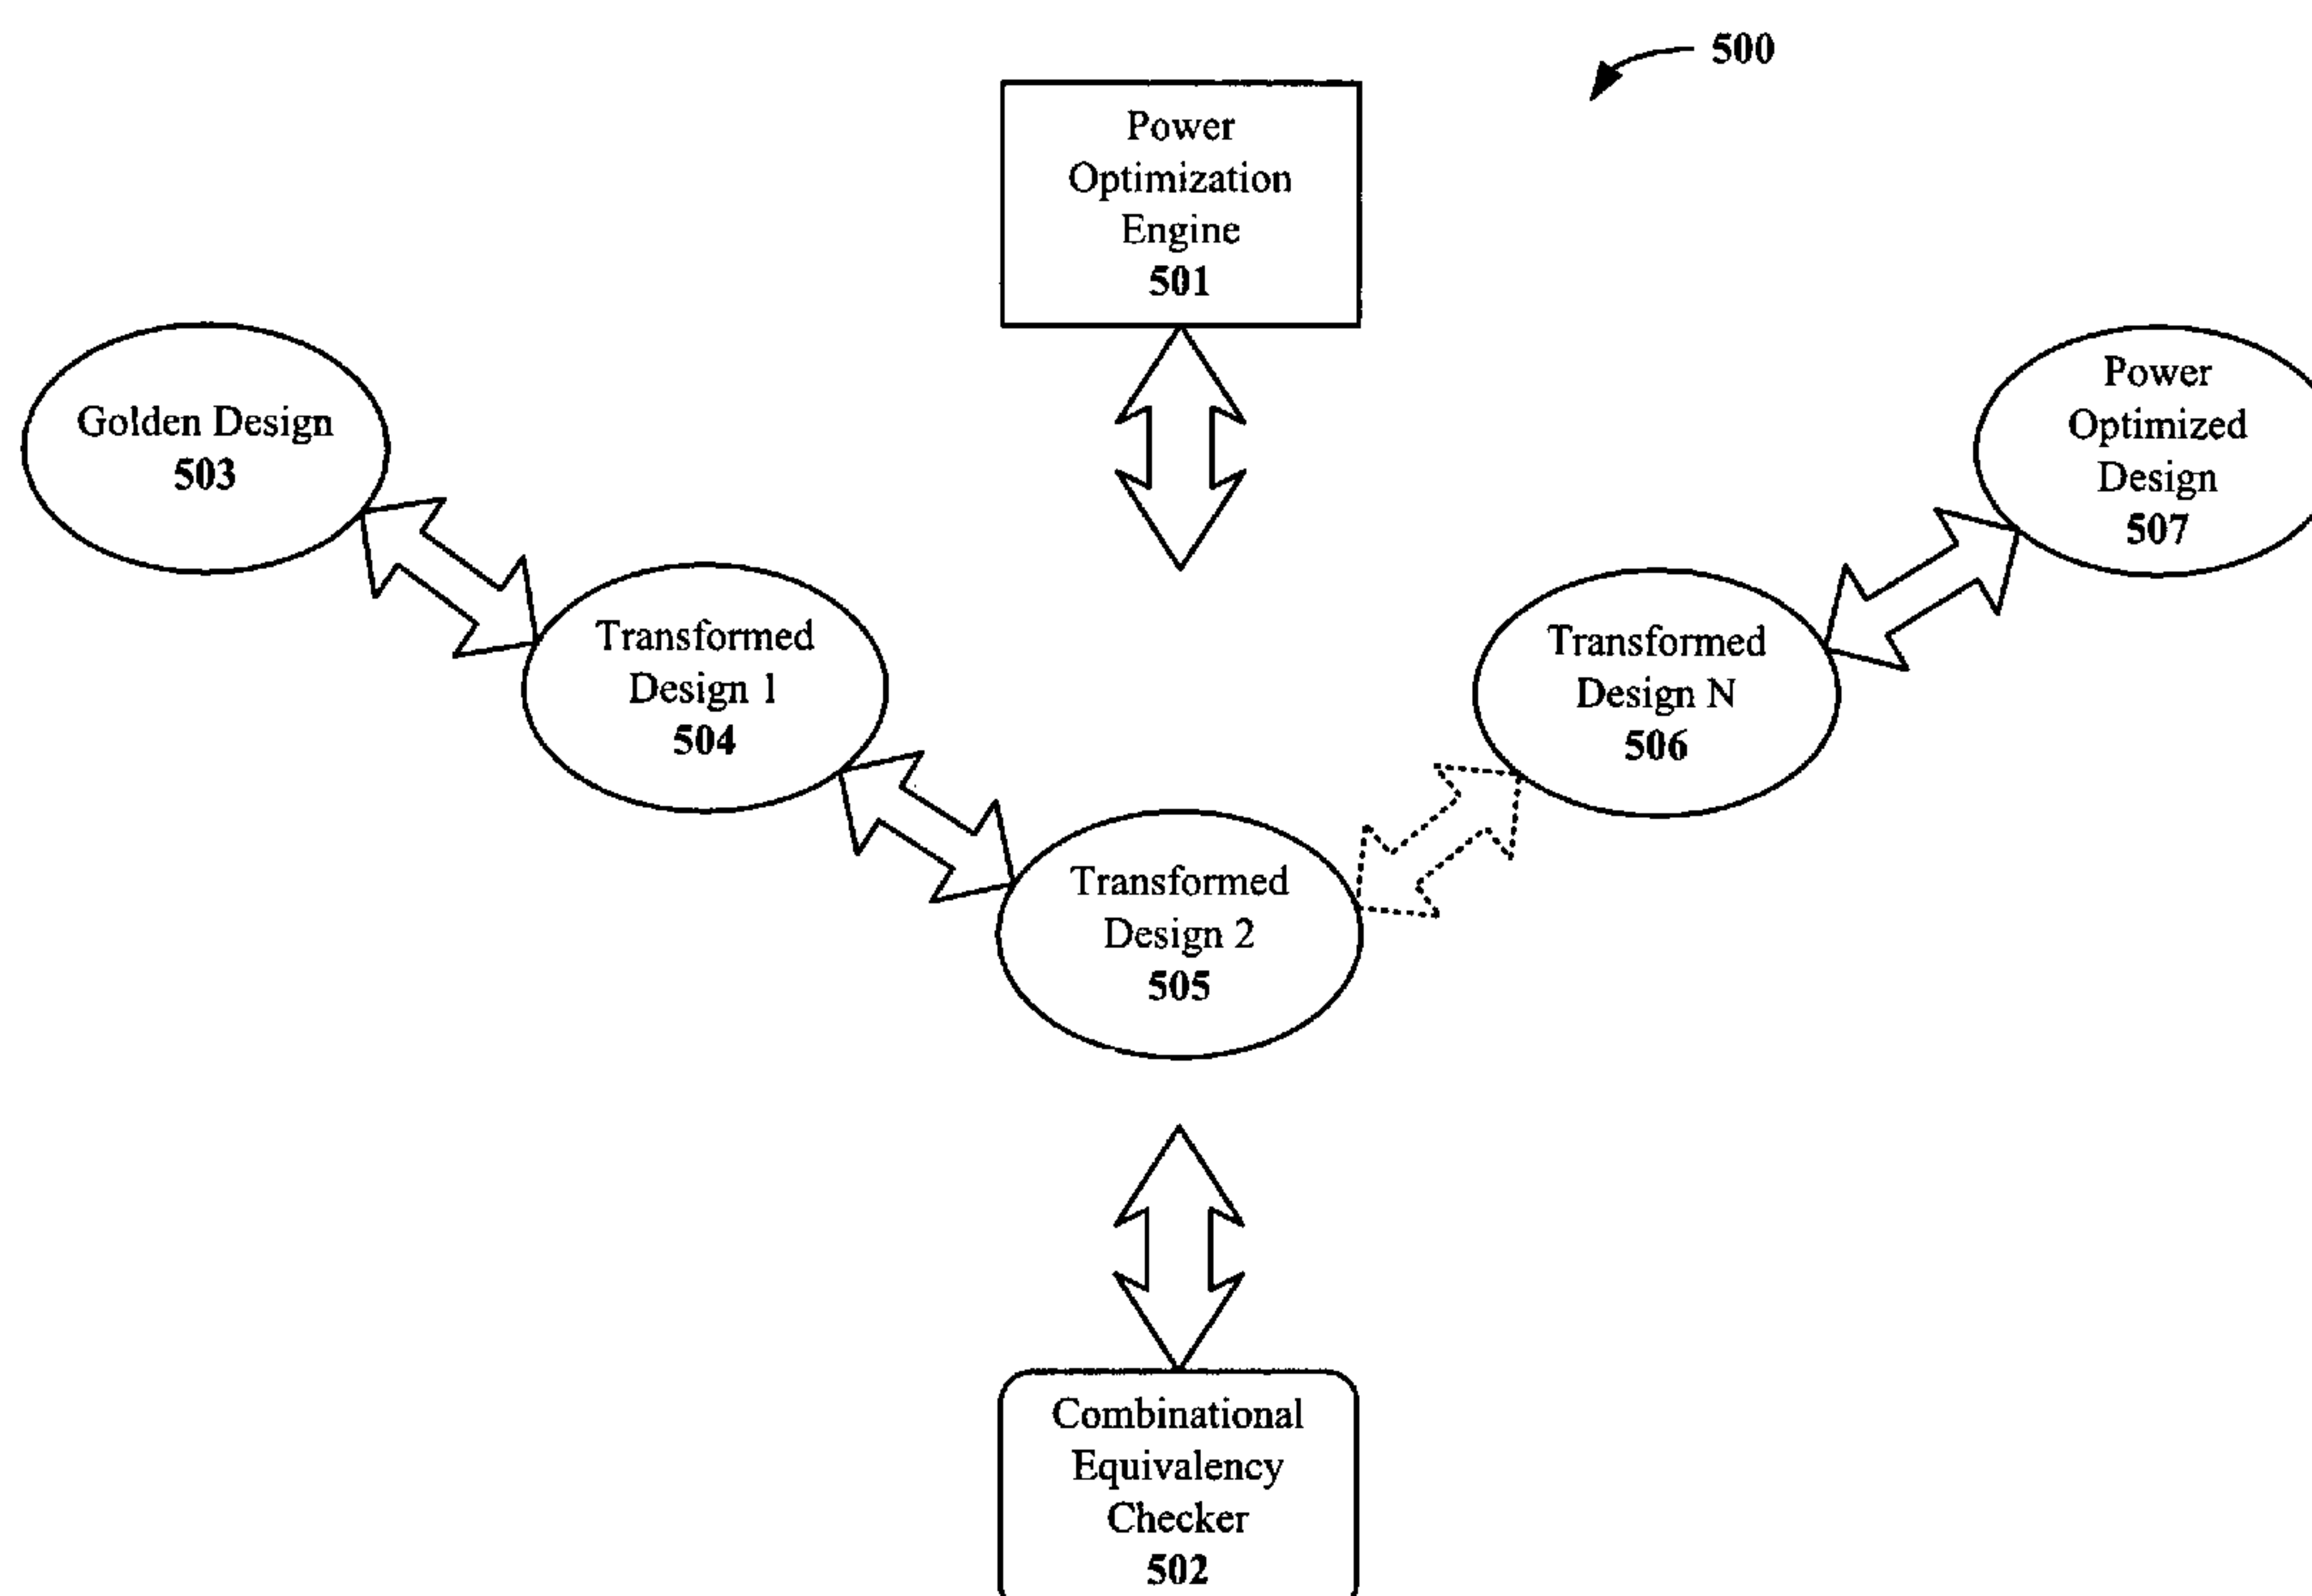 500
Power
Optimization
Engine
501
Golden Design
503
Power
Optimized
Design
507
Transformed
Design 1
504
Transformed
Design N
506
Transformed
Design 2
505
Combinational
Equivalency
Checker
502